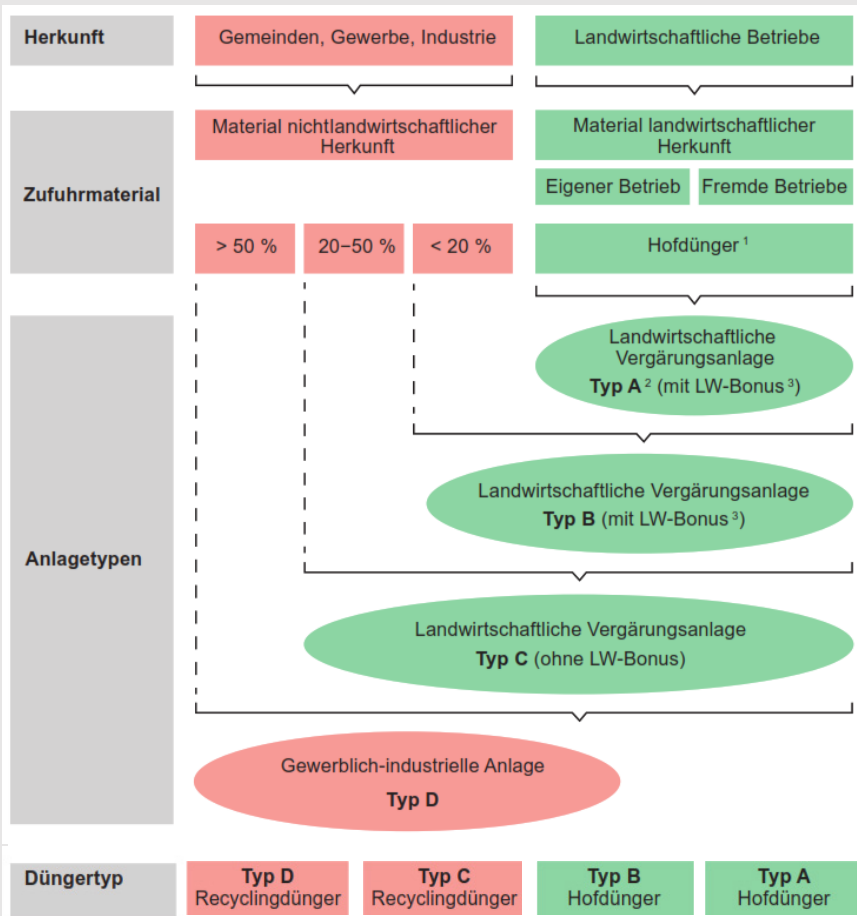 Herkunft
Gemeinden, Gewerbe, Industrie
Landwirtschaftliche Betriebe
Zufuhrmaterial
Material nichtlandwirtschaftlicher
Herkunft
Material landwirtschaftlicher
Herkunft
Eigener Betrieb
Fremde Betriebe
> 50 %
20–50 %
< 20 %
Hofdünger ¹
Anlagetypen
Landwirtschaftliche
Vergärungsanlage
Typ A ² (mit LW-Bonus ³)
Landwirtschaftliche Vergärungsanlage
Typ B (mit LW-Bonus ³)
Landwirtschaftliche Vergärungsanlage
Typ C (ohne LW-Bonus)
Gewerblich-industrielle Anlage
Typ D
Düngertyp
Typ D
Recyclingdünger
Typ C
Recyclingdünger
Typ B
Hofdünger
Typ A
Hofdünger